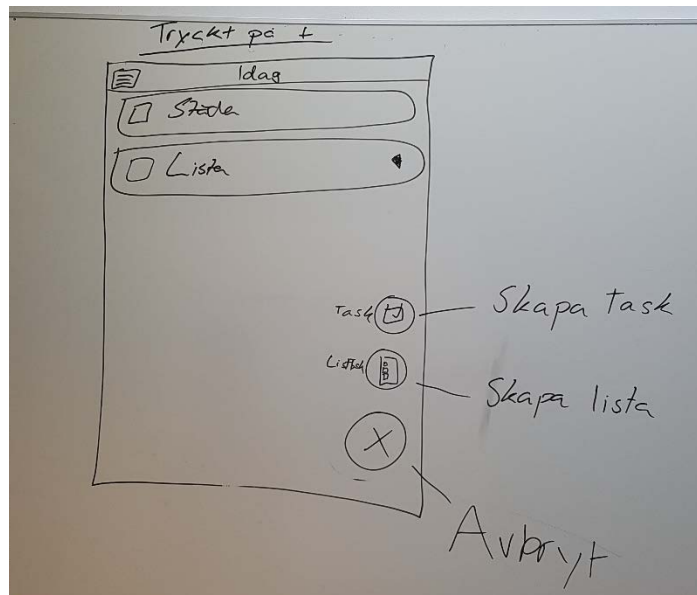 Tryckt på +
Idag
Städa
Lista
Task
Skapa task
Skapa lista
X
Avbryt